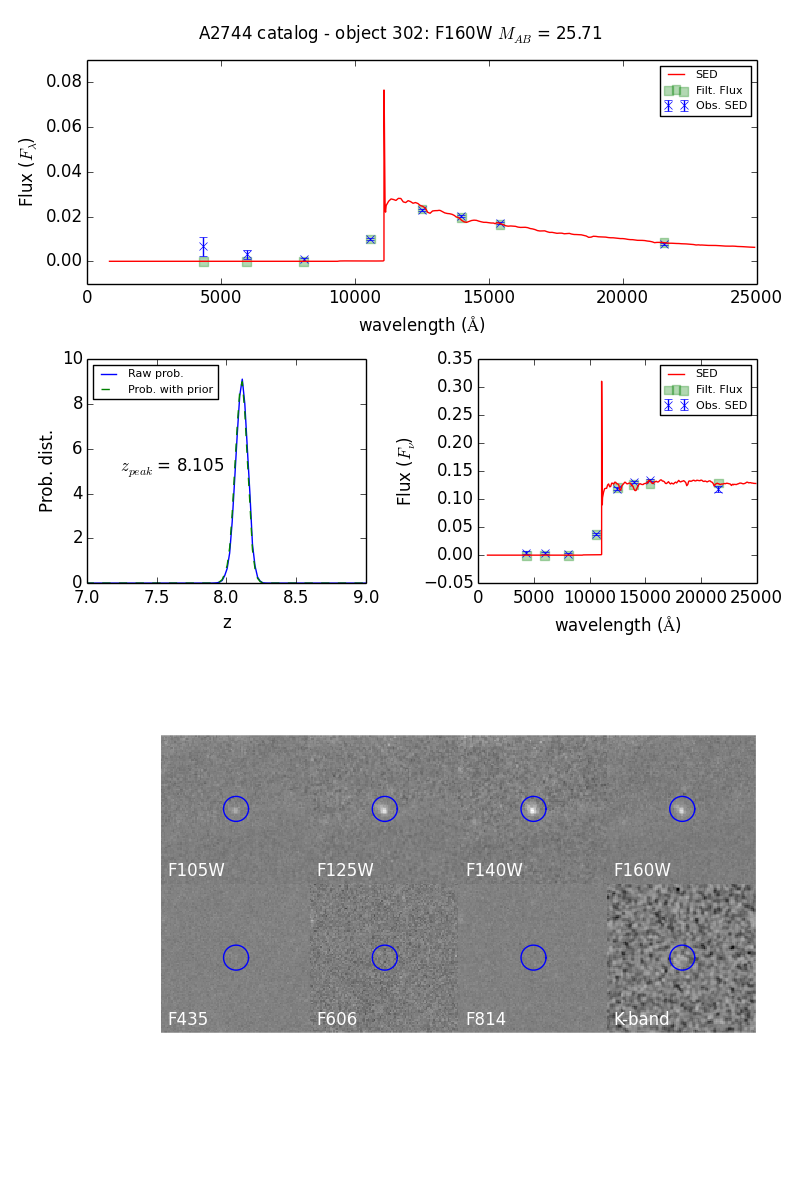 A2744 catalog - object 302: F160W M_AB = 25.71
0.08
0.06
0.04
0.02
0.00
Flux (F_λ)
SED
Filt. Flux
Obs. SED
0 5000 10000 15000 20000 25000
wavelength (Å)
10
8
6
4
2
0
Prob. dist.
Raw prob.
Prob. with prior
z_peak = 8.105
7.0 7.5 8.0 8.5 9.0
z
0.35
0.30
0.25
0.20
0.15
0.10
0.05
0.00
−0.05
Flux (F_ν)
SED
Filt. Flux
Obs. SED
0 5000 10000 15000 20000 25000
wavelength (Å)
F105W F125W F140W F160W
F435 F606 F814 K-band